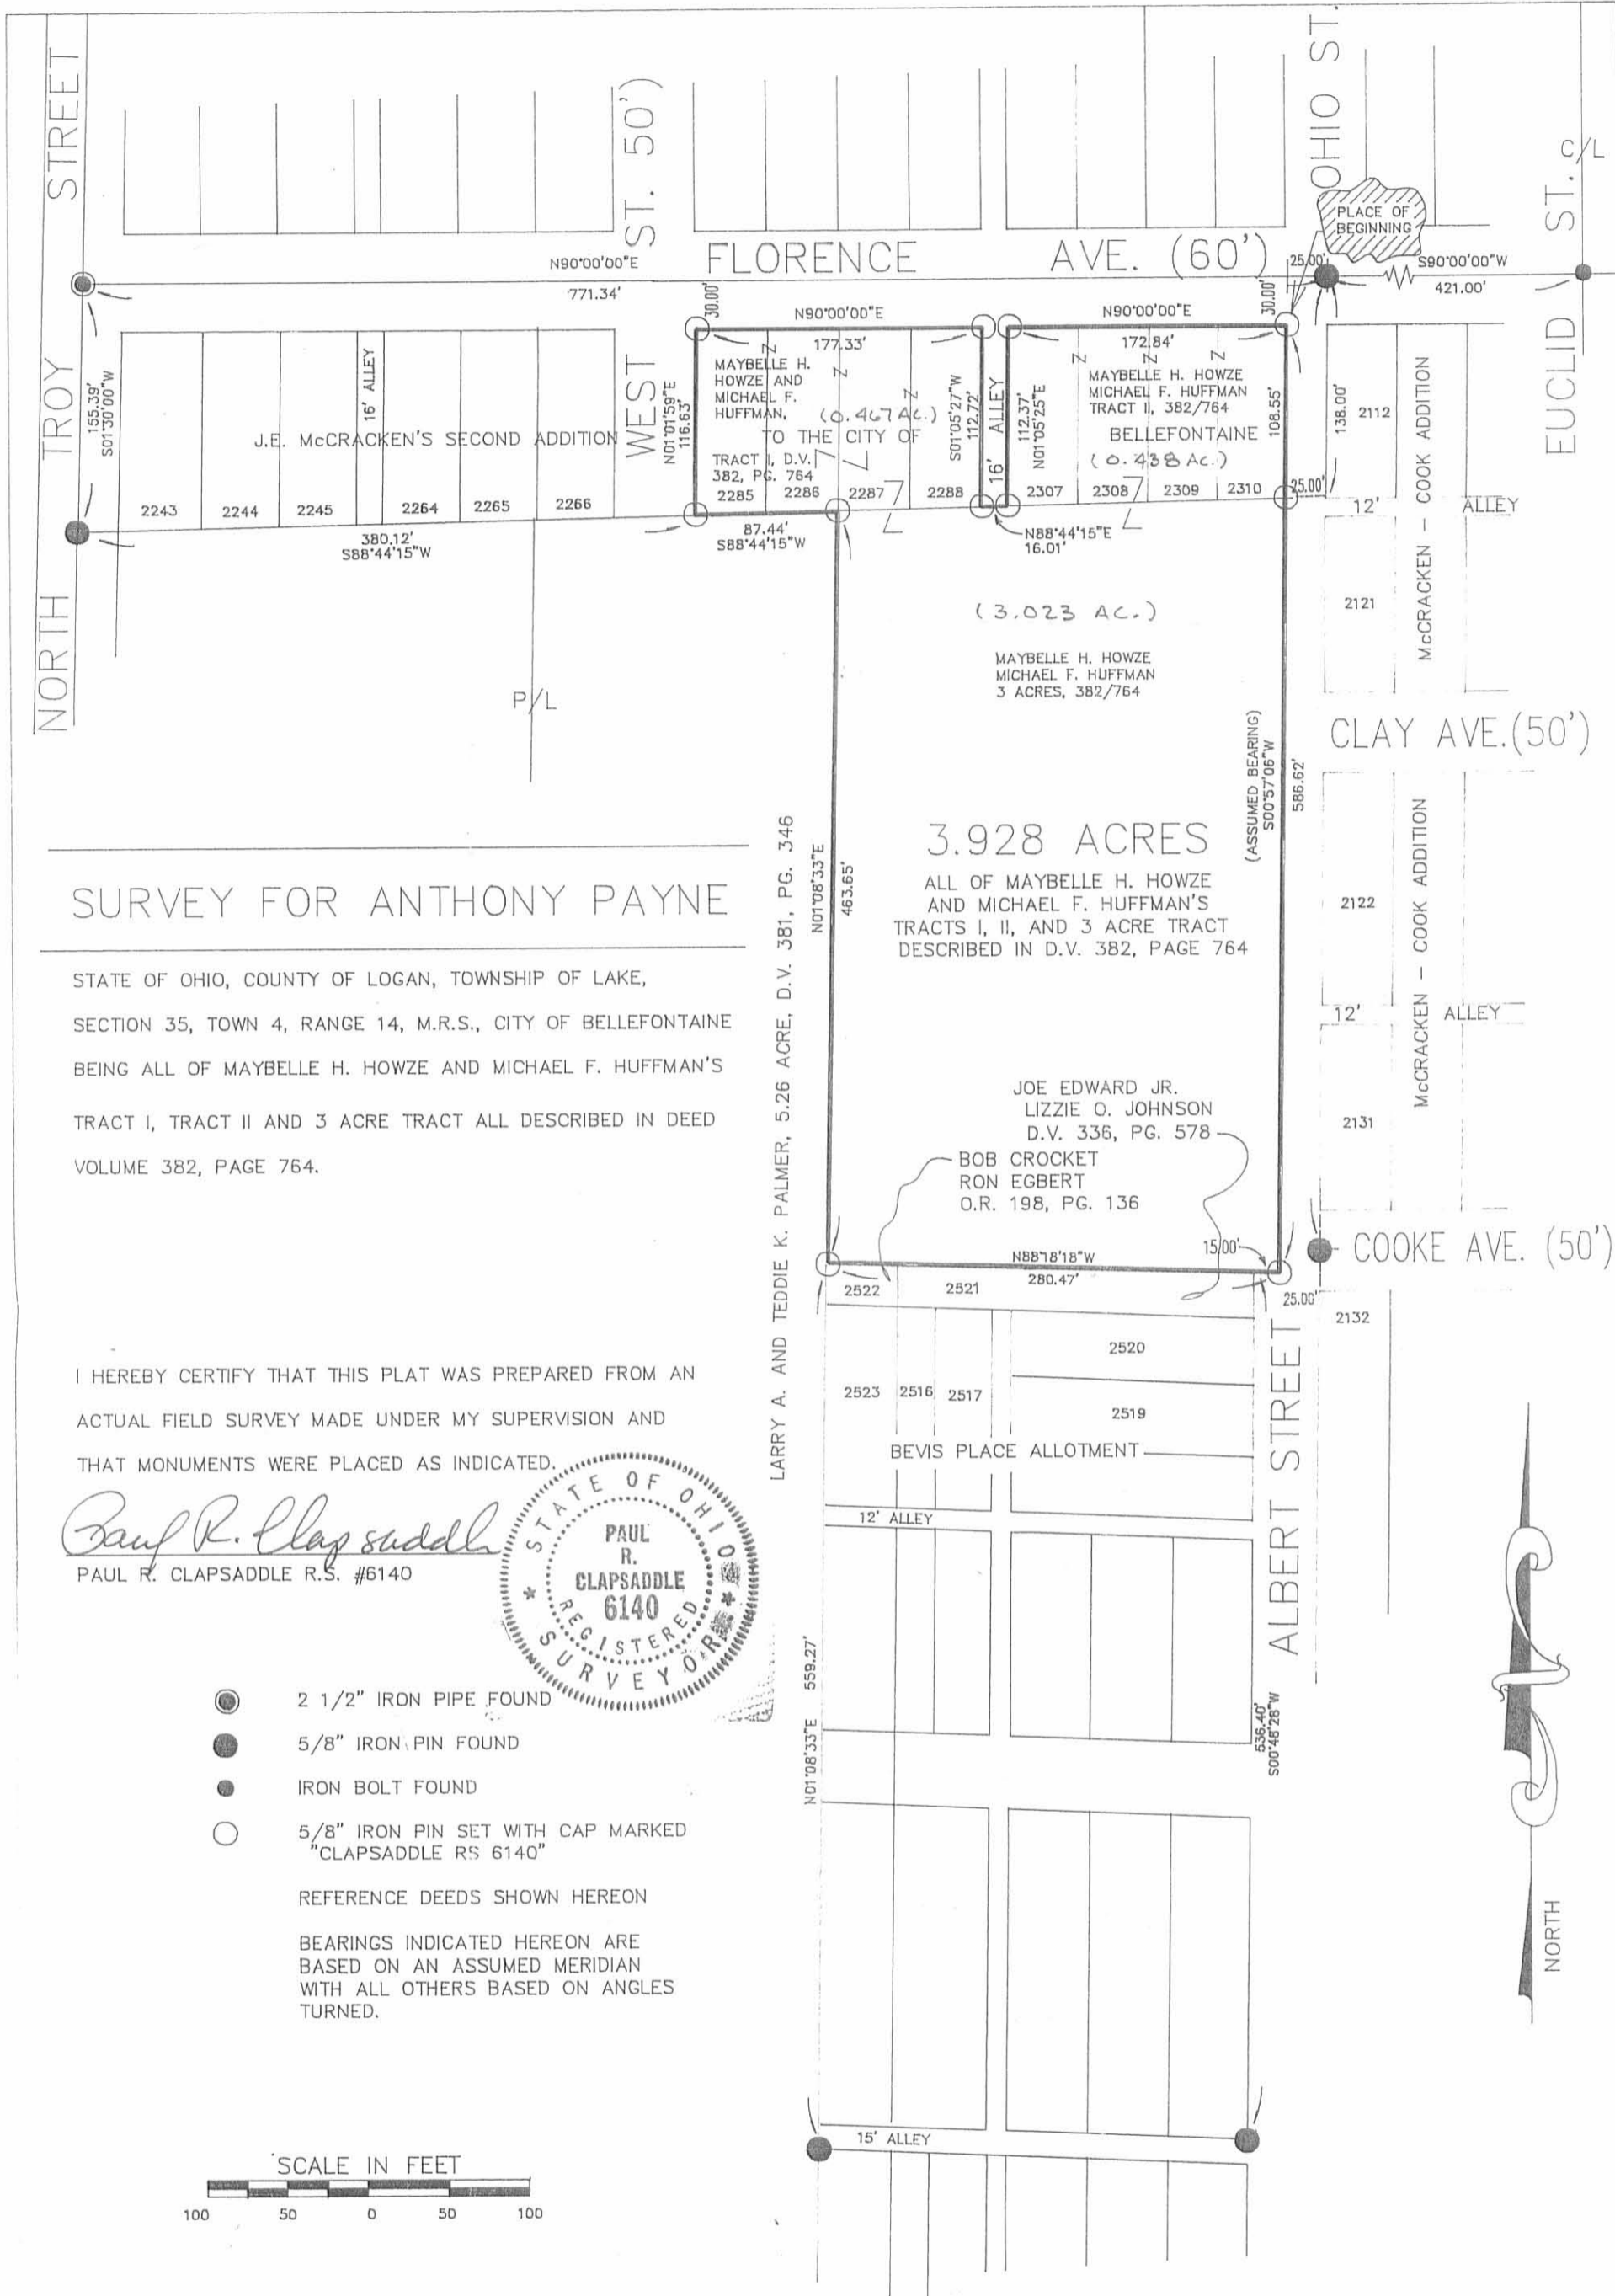 NORTH TROY STREET
WEST ST. 50')
OHIO ST.
EUCLID ST.
C/L
PLACE OF
BEGINNING
FLORENCE AVE. (60')
N90°00'00"E
771.34'
25.00'
S90°00'00"W
421.00'
30.00'
30.00'
N90°00'00"E
177.33'
N90°00'00"E
172.84'
155.39'
S01°30'00"W
16' ALLEY
J.E. McCRACKEN'S SECOND ADDITION
N01°01'59"E
116.63'
MAYBELLE H.
HOWZE AND
MICHAEL F.
HUFFMAN,
(0.467 AC.)
TO THE CITY OF
TRACT I, D.V.
382, PG. 764
S01°05'27"W
112.72'
16' ALLEY
112.37'
N01°05'25"E
MAYBELLE H. HOWZE
MICHAEL F. HUFFMAN
TRACT II, 382/764
BELLEFONTAINE
(0.438 AC.)
108.55'
138.00'
2112
McCRACKEN - COOK ADDITION
2243 2244 2245 2264 2265 2266
2285 2286 2287 2288
2307 2308 2309 2310
25.00'
12' ALLEY
380.12'
S88°44'15"W
87.44'
S88°44'15"W
N88°44'15"E
16.01'
(3.023 AC.)
2121
MAYBELLE H. HOWZE
MICHAEL F. HUFFMAN
3 ACRES, 382/764
P/L
CLAY AVE.(50')
(ASSUMED BEARING)
S00°57'06"W
586.62'
LARRY A. AND TEDDIE K. PALMER, 5.26 ACRE, D.V. 381, PG. 346
N01°08'33"E
463.65'
3.928 ACRES
ALL OF MAYBELLE H. HOWZE
AND MICHAEL F. HUFFMAN'S
TRACTS I, II, AND 3 ACRE TRACT
DESCRIBED IN D.V. 382, PAGE 764
2122
McCRACKEN - COOK ADDITION
12' ALLEY
2131
SURVEY FOR ANTHONY PAYNE
STATE OF OHIO, COUNTY OF LOGAN, TOWNSHIP OF LAKE,
SECTION 35, TOWN 4, RANGE 14, M.R.S., CITY OF BELLEFONTAINE
BEING ALL OF MAYBELLE H. HOWZE AND MICHAEL F. HUFFMAN'S
TRACT I, TRACT II AND 3 ACRE TRACT ALL DESCRIBED IN DEED
VOLUME 382, PAGE 764.
JOE EDWARD JR.
LIZZIE O. JOHNSON
D.V. 336, PG. 578
BOB CROCKET
RON EGBERT
O.R. 198, PG. 136
N88°18'18"W
280.47'
15.00'
COOKE AVE. (50')
25.00'
2132
2522 2521
2520
2523 2516 2517
2519
BEVIS PLACE ALLOTMENT
12' ALLEY
ALBERT STREET
I HEREBY CERTIFY THAT THIS PLAT WAS PREPARED FROM AN
ACTUAL FIELD SURVEY MADE UNDER MY SUPERVISION AND
THAT MONUMENTS WERE PLACED AS INDICATED.
Paul R. Clapsaddle
PAUL R. CLAPSADDLE R.S. #6140
STATE OF OHIO
PAUL
R.
CLAPSADDLE
6140
REGISTERED
SURVEYOR
N01°08'33"E 559.27'
536.40'
S00°48'28"W
2 1/2" IRON PIPE FOUND
5/8" IRON PIN FOUND
IRON BOLT FOUND
5/8" IRON PIN SET WITH CAP MARKED
"CLAPSADDLE RS 6140"
REFERENCE DEEDS SHOWN HEREON
BEARINGS INDICATED HEREON ARE
BASED ON AN ASSUMED MERIDIAN
WITH ALL OTHERS BASED ON ANGLES
TURNED.
NORTH
15' ALLEY
SCALE IN FEET
100 50 0 50 100